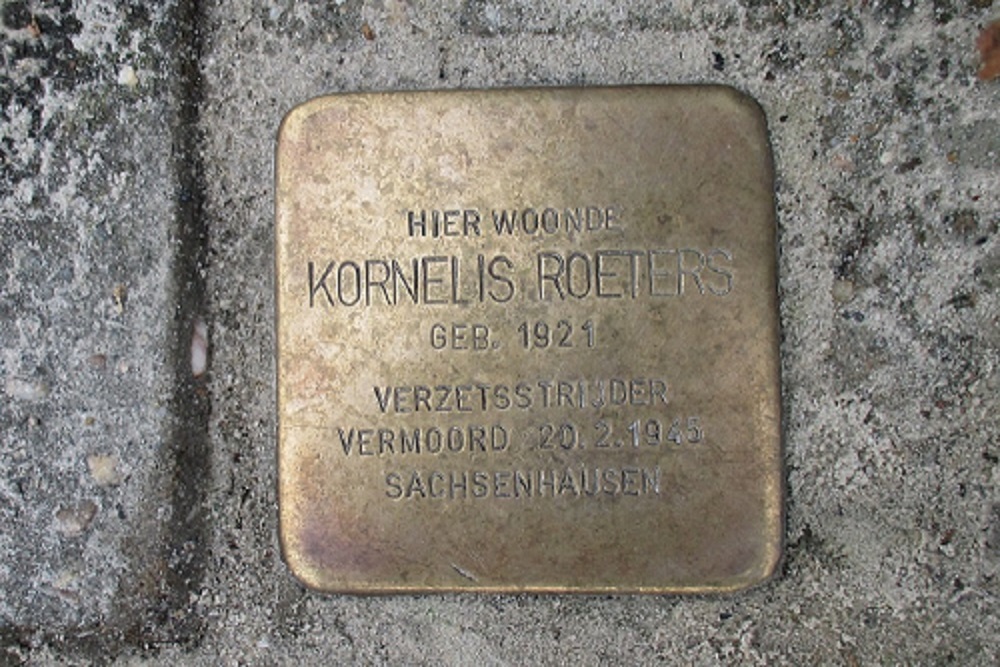 HIER WOONDE
KORNELIS ROETERS
GEB. 1921
VERZETSSTRIJDER
VERMOORD 20.2.1945
SACHSENHAUSEN